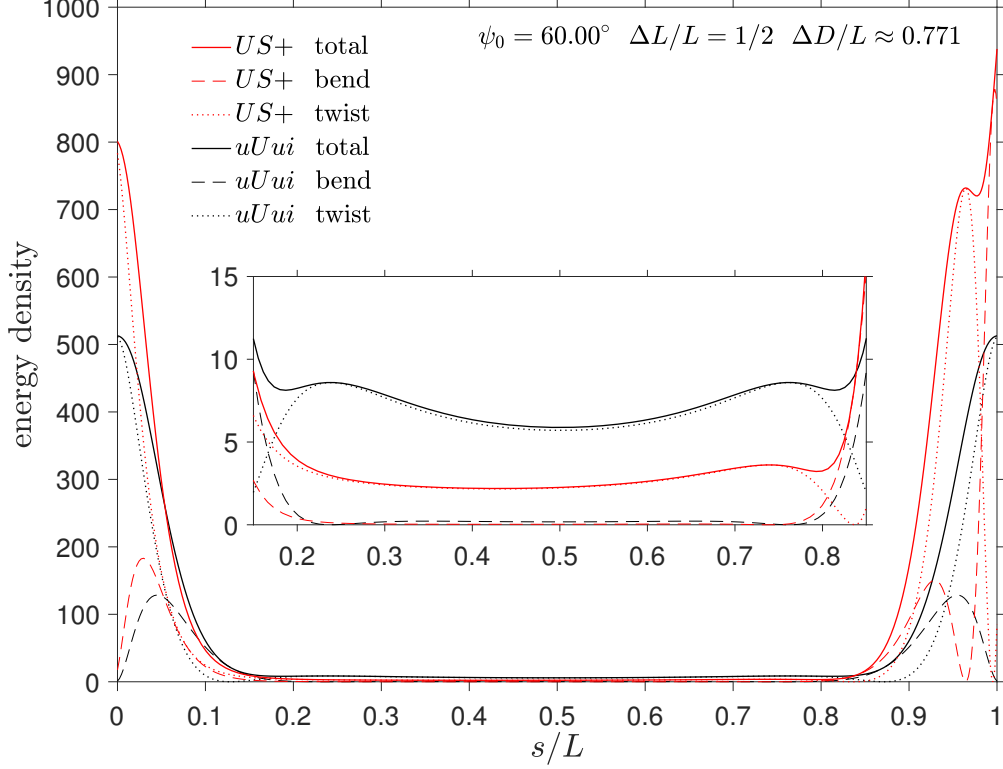 ψ₀ = 60.00° ΔL/L = 1/2 ΔD/L ≈ 0.771
US+ total
US+ bend
US+ twist
uUui total
uUui bend
uUui twist
energy density
1000
900
800
700
600
500
400
300
200
100
0
15
10
5
0
0.2 0.3 0.4 0.5 0.6 0.7 0.8
0 0.1 0.2 0.3 0.4 0.5 0.6 0.7 0.8 0.9 1
s/L